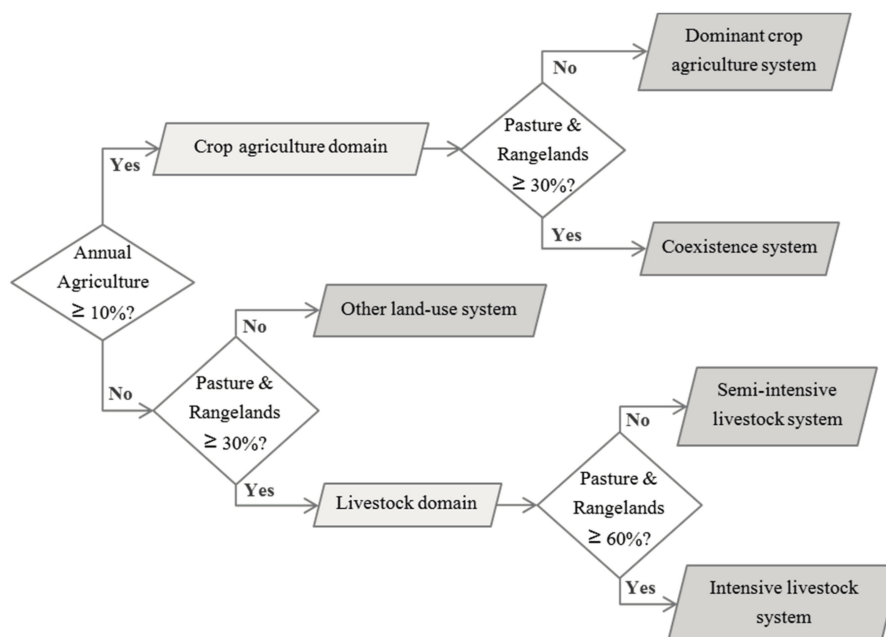 Dominant crop
agriculture system
No
Pasture &
Rangelands
≥ 30%?
Crop agriculture domain
Yes
Yes
Coexistence system
Annual
Agriculture
≥ 10%?
Other land-use system
No
No
Pasture &
Rangelands
≥ 30%?
Yes
Livestock domain
Semi-intensive
livestock system
No
Pasture &
Rangelands
≥ 60%?
Yes
Intensive livestock
system